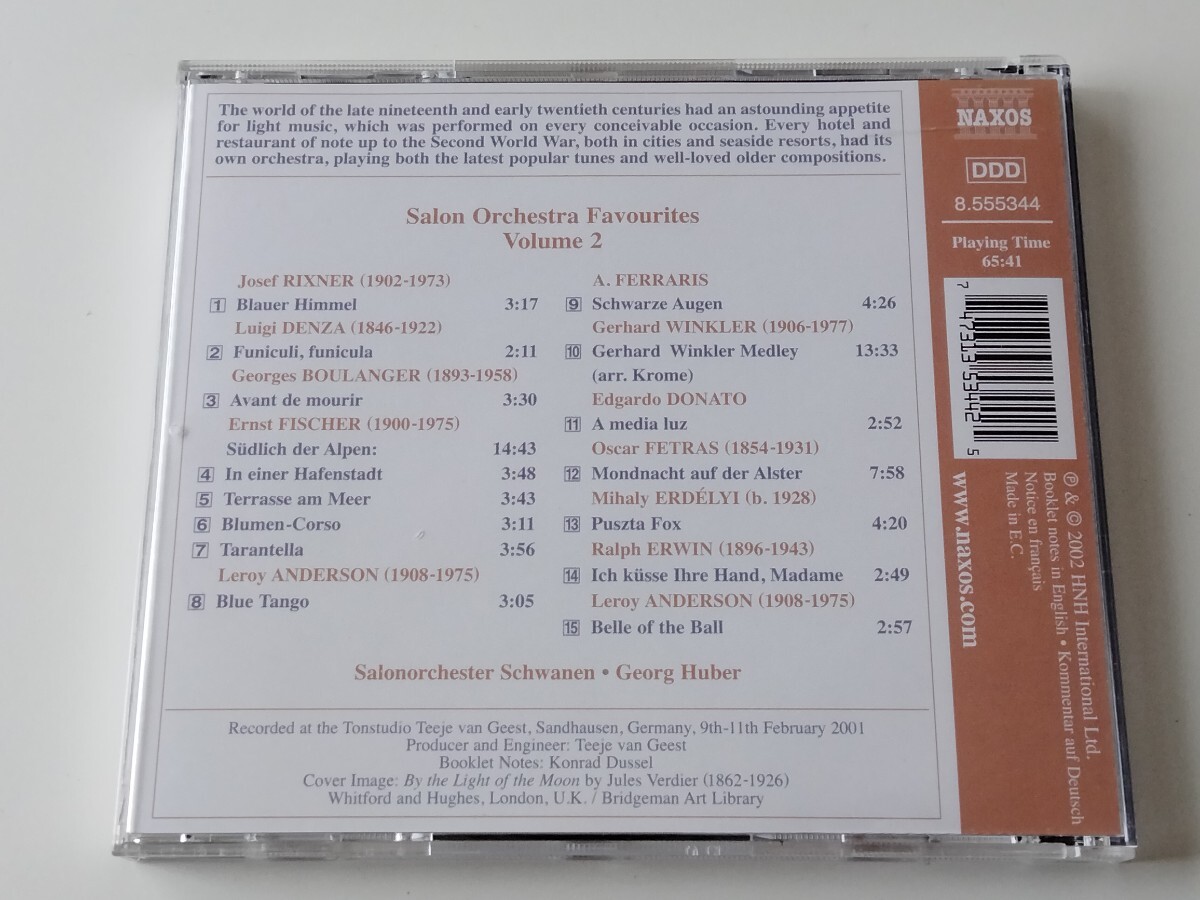 The world of the late nineteenth and early twentieth centuries had an astounding appetite
for light music, which was performed on every conceivable occasion. Every hotel and
restaurant of note up to the Second World War, both in cities and seaside resorts, had its
own orchestra, playing both the latest popular tunes and well-loved older compositions.
Salon Orchestra Favourites
Volume 2
Josef RIXNER (1902-1973)
1 Blauer Himmel 3:17
Luigi DENZA (1846-1922)
2 Funiculi, funicula 2:11
Georges BOULANGER (1893-1958)
3 Avant de mourir 3:30
Ernst FISCHER (1900-1975)
Südlich der Alpen: 14:43
4 In einer Hafenstadt 3:48
5 Terrasse am Meer 3:43
6 Blumen-Corso 3:11
7 Tarantella 3:56
Leroy ANDERSON (1908-1975)
8 Blue Tango 3:05
A. FERRARIS
9 Schwarze Augen 4:26
Gerhard WINKLER (1906-1977)
10 Gerhard Winkler Medley 13:33
(arr. Krome)
Edgardo DONATO
11 A media luz 2:52
Oscar FETRAS (1854-1931)
12 Mondnacht auf der Alster 7:58
Mihaly ERDÉLYI (b. 1928)
13 Puszta Fox 4:20
Ralph ERWIN (1896-1943)
14 Ich küsse Ihre Hand, Madame 2:49
Leroy ANDERSON (1908-1975)
15 Belle of the Ball 2:57
Salonorchester Schwanen • Georg Huber
Recorded at the Tonstudio Teeje van Geest, Sandhausen, Germany, 9th-11th February 2001
Producer and Engineer: Teeje van Geest
Booklet Notes: Konrad Dussel
Cover Image: By the Light of the Moon by Jules Verdier (1862-1926)
Whitford and Hughes, London, U.K. / Bridgeman Art Library
NAXOS
DDD
8.555344
Playing Time
65:41
7 47313 53442 5
℗ & © 2002 HNH International Ltd.
Booklet notes in English • Kommentar auf Deutsch
Notice en français
Made in E.C.
www.naxos.com